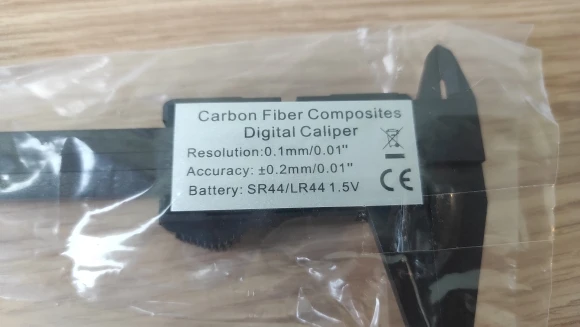 Carbon Fiber Composites
Digital Caliper
Resolution:0.1mm/0.01"
Accuracy: ±0.2mm/0.01"
Battery: SR44/LR44 1.5V
CE